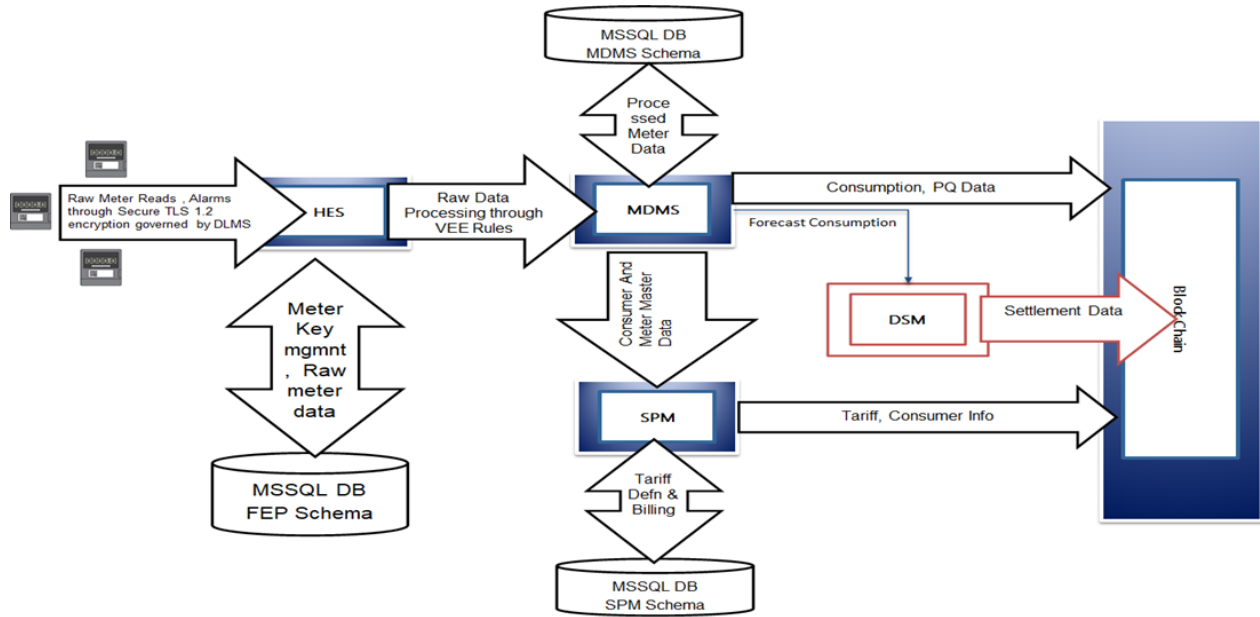 MSSQL DB
MDMS Schema
Proce
ssed
Meter
Data
Raw Meter Reads , Alarms
through Secure TLS 1.2
encryption governed by DLMS
HES
Raw Data
Processing through
VEE Rules
MDMS
Consumption, PQ Data
Forecast Consumption
Consumer And
Meter Master
Data
DSM
Settlement Data
BlockChain
Meter
Key
mgmnt
, Raw
meter
data
SPM
Tariff, Consumer Info
MSSQL DB
FEP Schema
Tariff
Defn &
Billing
MSSQL DB
SPM Schema